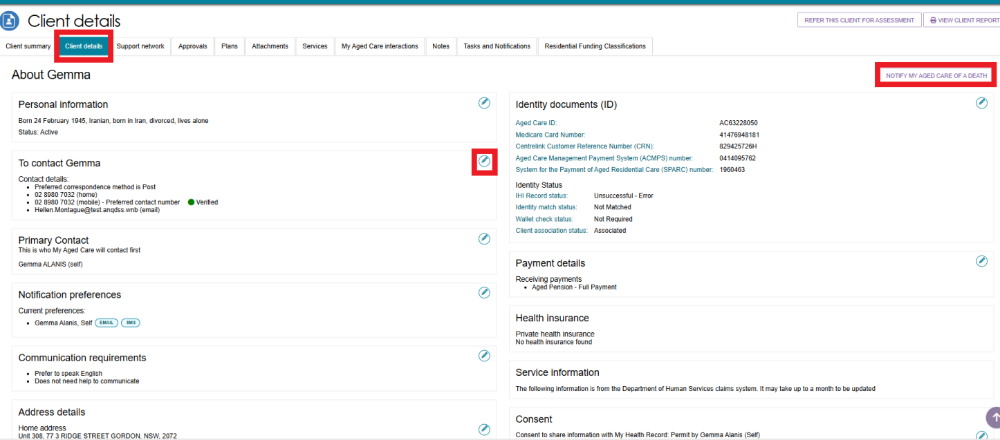 Client details
REFER THIS CLIENT FOR ASSESSMENT
VIEW CLIENT REPORT
Client summary
Client details
Support network
Approvals
Plans
Attachments
Services
My Aged Care interactions
Notes
Tasks and Notifications
Residential Funding Classifications
About Gemma
NOTIFY MY AGED CARE OF A DEATH
Personal information
Born 24 February 1945, Iranian, born in Iran, divorced, lives alone
Status: Active
To contact Gemma
Contact details:
• Preferred correspondence method is Post
• 02 8980 7032 (home)
• 02 8980 7032 (mobile) - Preferred contact number Verified
• Hellen.Montague@test.anqdss.wnb (email)
Primary Contact
This is who My Aged Care will contact first
Gemma ALANIS (self)
Notification preferences
Current preferences:
• Gemma Alanis, Self EMAIL SMS
Communication requirements
• Prefer to speak English
• Does not need help to communicate
Address details
Home address
Unit 308, 77 3 RIDGE STREET GORDON, NSW, 2072
Identity documents (ID)
Aged Care ID: AC63228050
Medicare Card Number: 41476948181
Centrelink Customer Reference Number (CRN): 829425726H
Aged Care Management Payment System (ACMPS) number: 0414095762
System for the Payment of Aged Residential Care (SPARC) number: 1960463
Identity Status
IHI Record status: Unsuccessful - Error
Identity match status: Not Matched
Wallet check status: Not Required
Client association status: Associated
Payment details
Receiving payments
• Aged Pension - Full Payment
Health insurance
Private health insurance
No health insurance found
Service information
The following information is from the Department of Human Services claims system. It may take up to a month to be updated
Consent
Consent to share information with My Health Record: Permit by Gemma Alanis (Self)